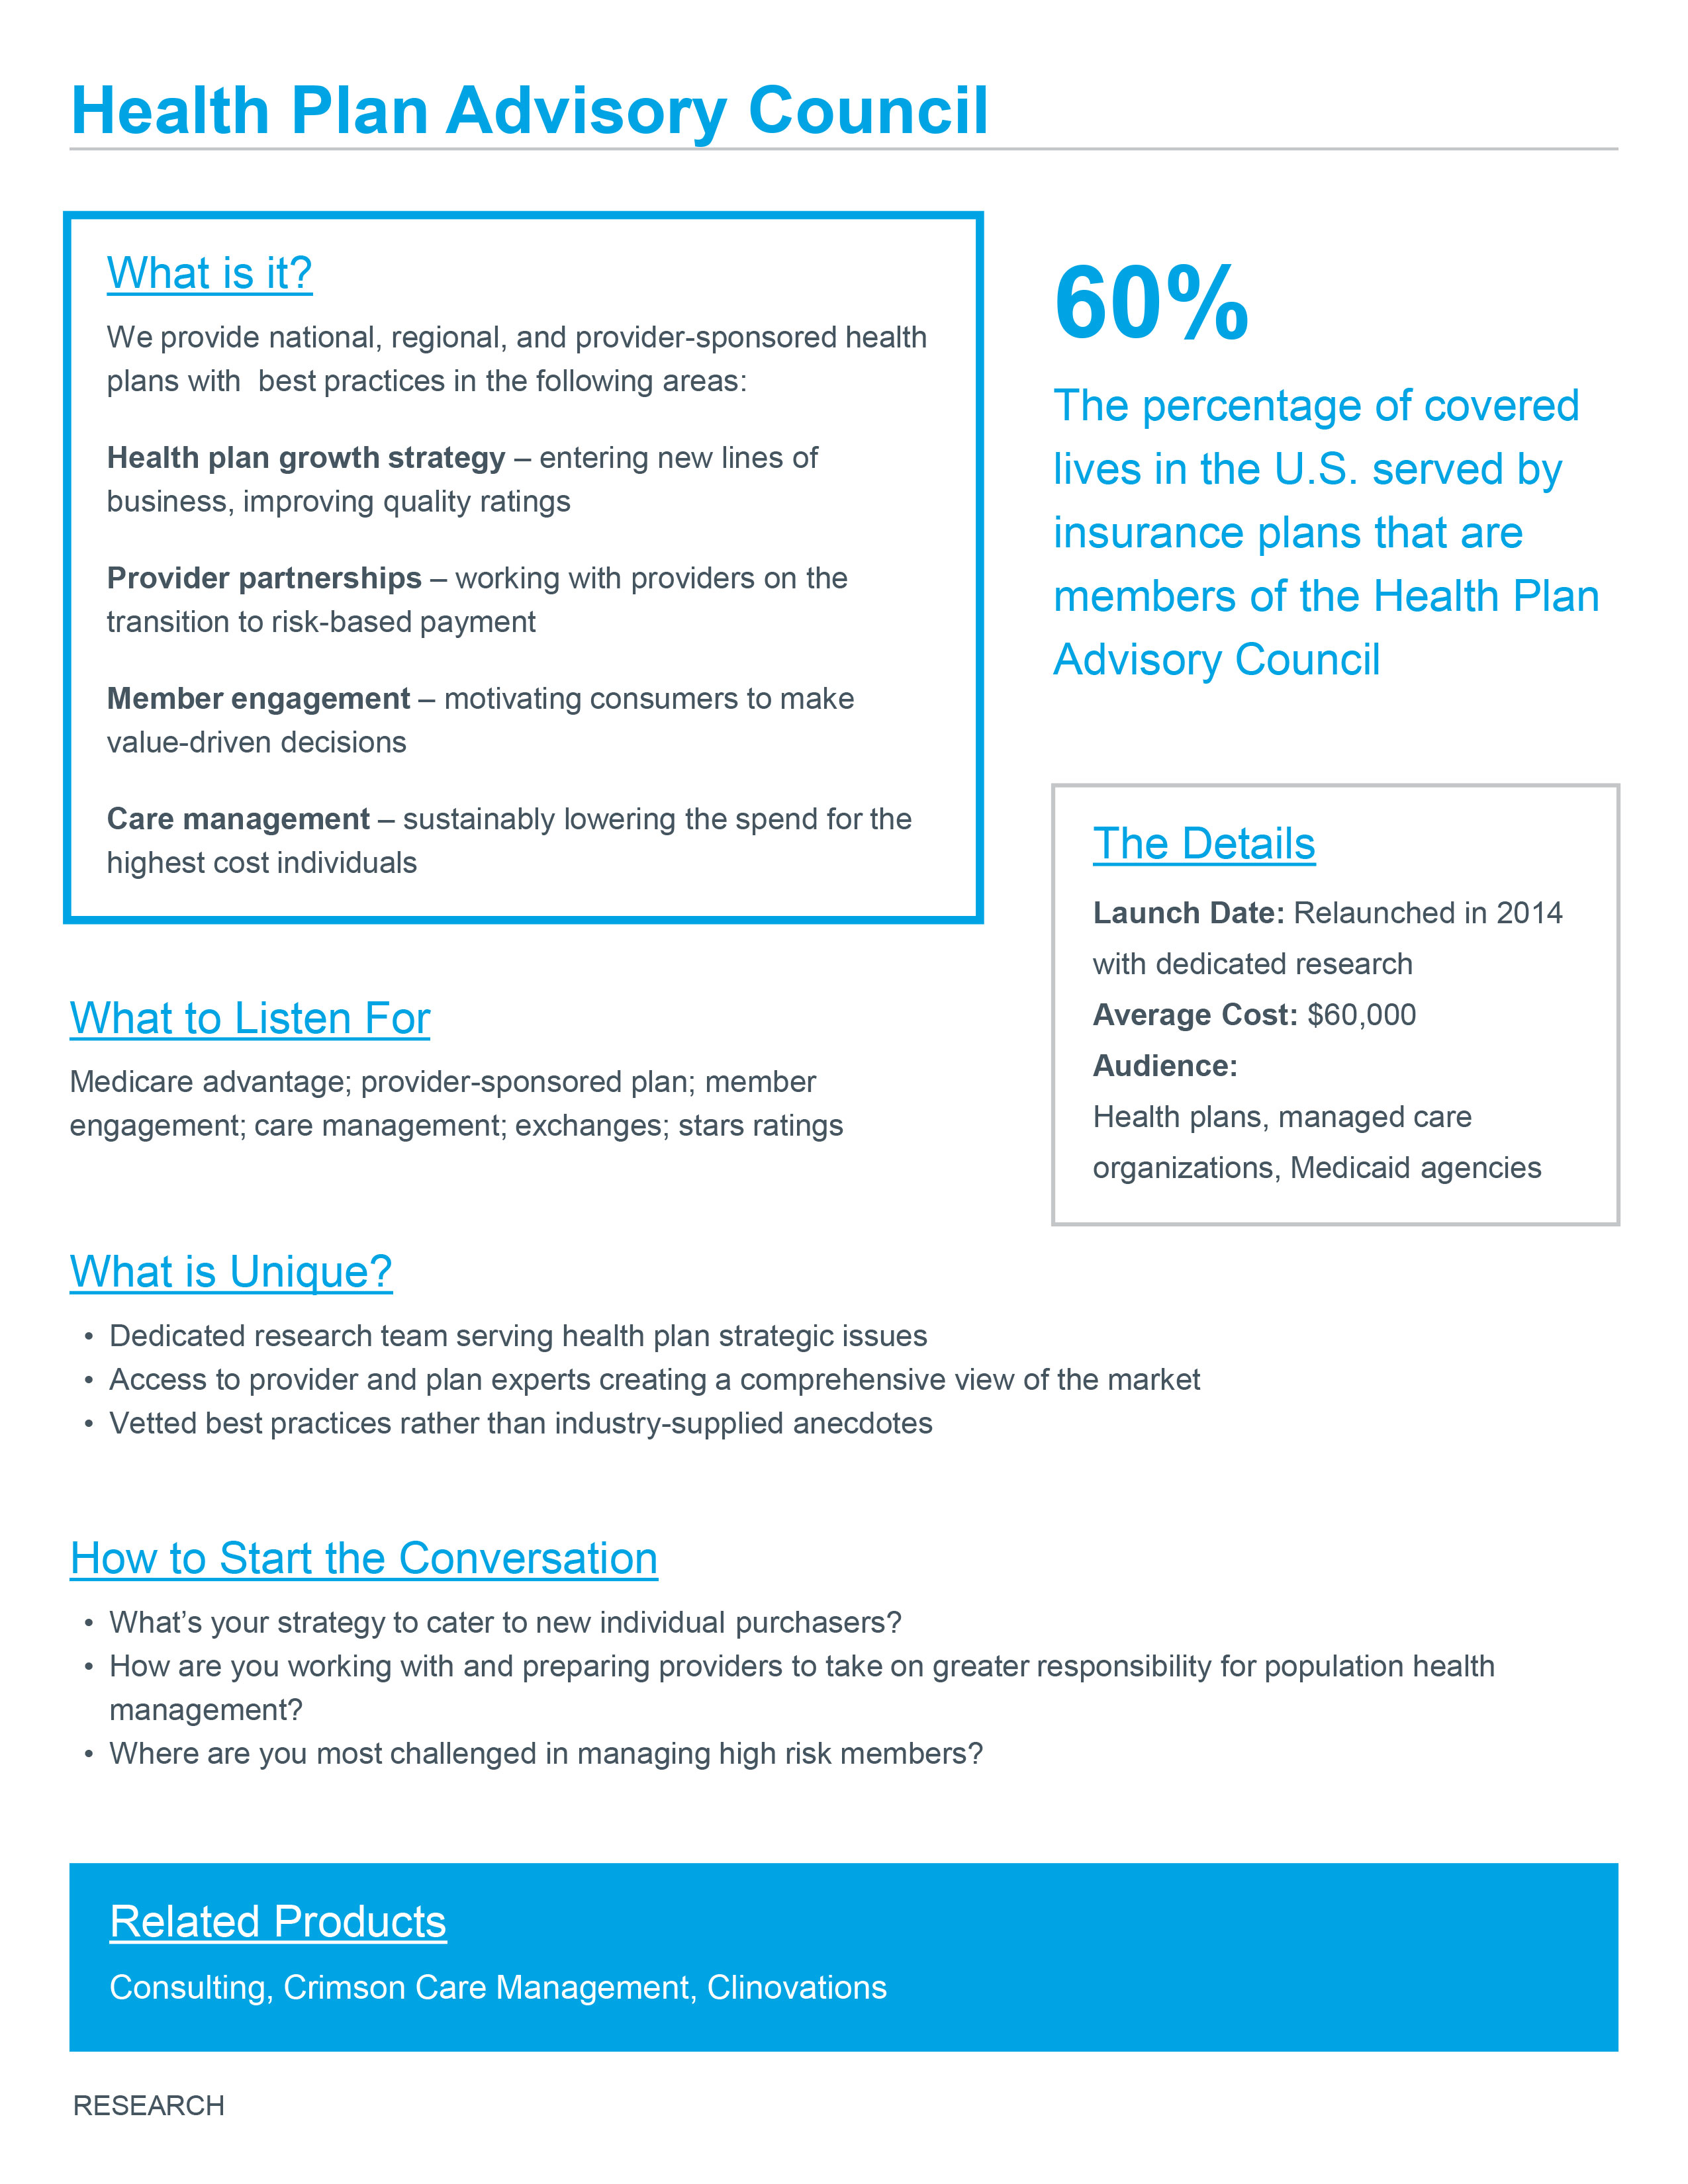 Health Plan Advisory Council
What is it?
We provide national, regional, and provider-sponsored health
plans with  best practices in the following areas:
Health plan growth strategy – entering new lines of
business, improving quality ratings
Provider partnerships – working with providers on the
transition to risk-based payment
Member engagement – motivating consumers to make
value-driven decisions
Care management – sustainably lowering the spend for the
highest cost individuals
60%
The percentage of covered
lives in the U.S. served by
insurance plans that are
members of the Health Plan
Advisory Council
The Details
Launch Date: Relaunched in 2014
with dedicated research
Average Cost: $60,000
Audience:
Health plans, managed care
organizations, Medicaid agencies
What to Listen For
Medicare advantage; provider-sponsored plan; member
engagement; care management; exchanges; stars ratings
What is Unique?
• Dedicated research team serving health plan strategic issues
• Access to provider and plan experts creating a comprehensive view of the market
• Vetted best practices rather than industry-supplied anecdotes
How to Start the Conversation
• What’s your strategy to cater to new individual purchasers?
• How are you working with and preparing providers to take on greater responsibility for population health
management?
• Where are you most challenged in managing high risk members?
Related Products
Consulting, Crimson Care Management, Clinovations
RESEARCH